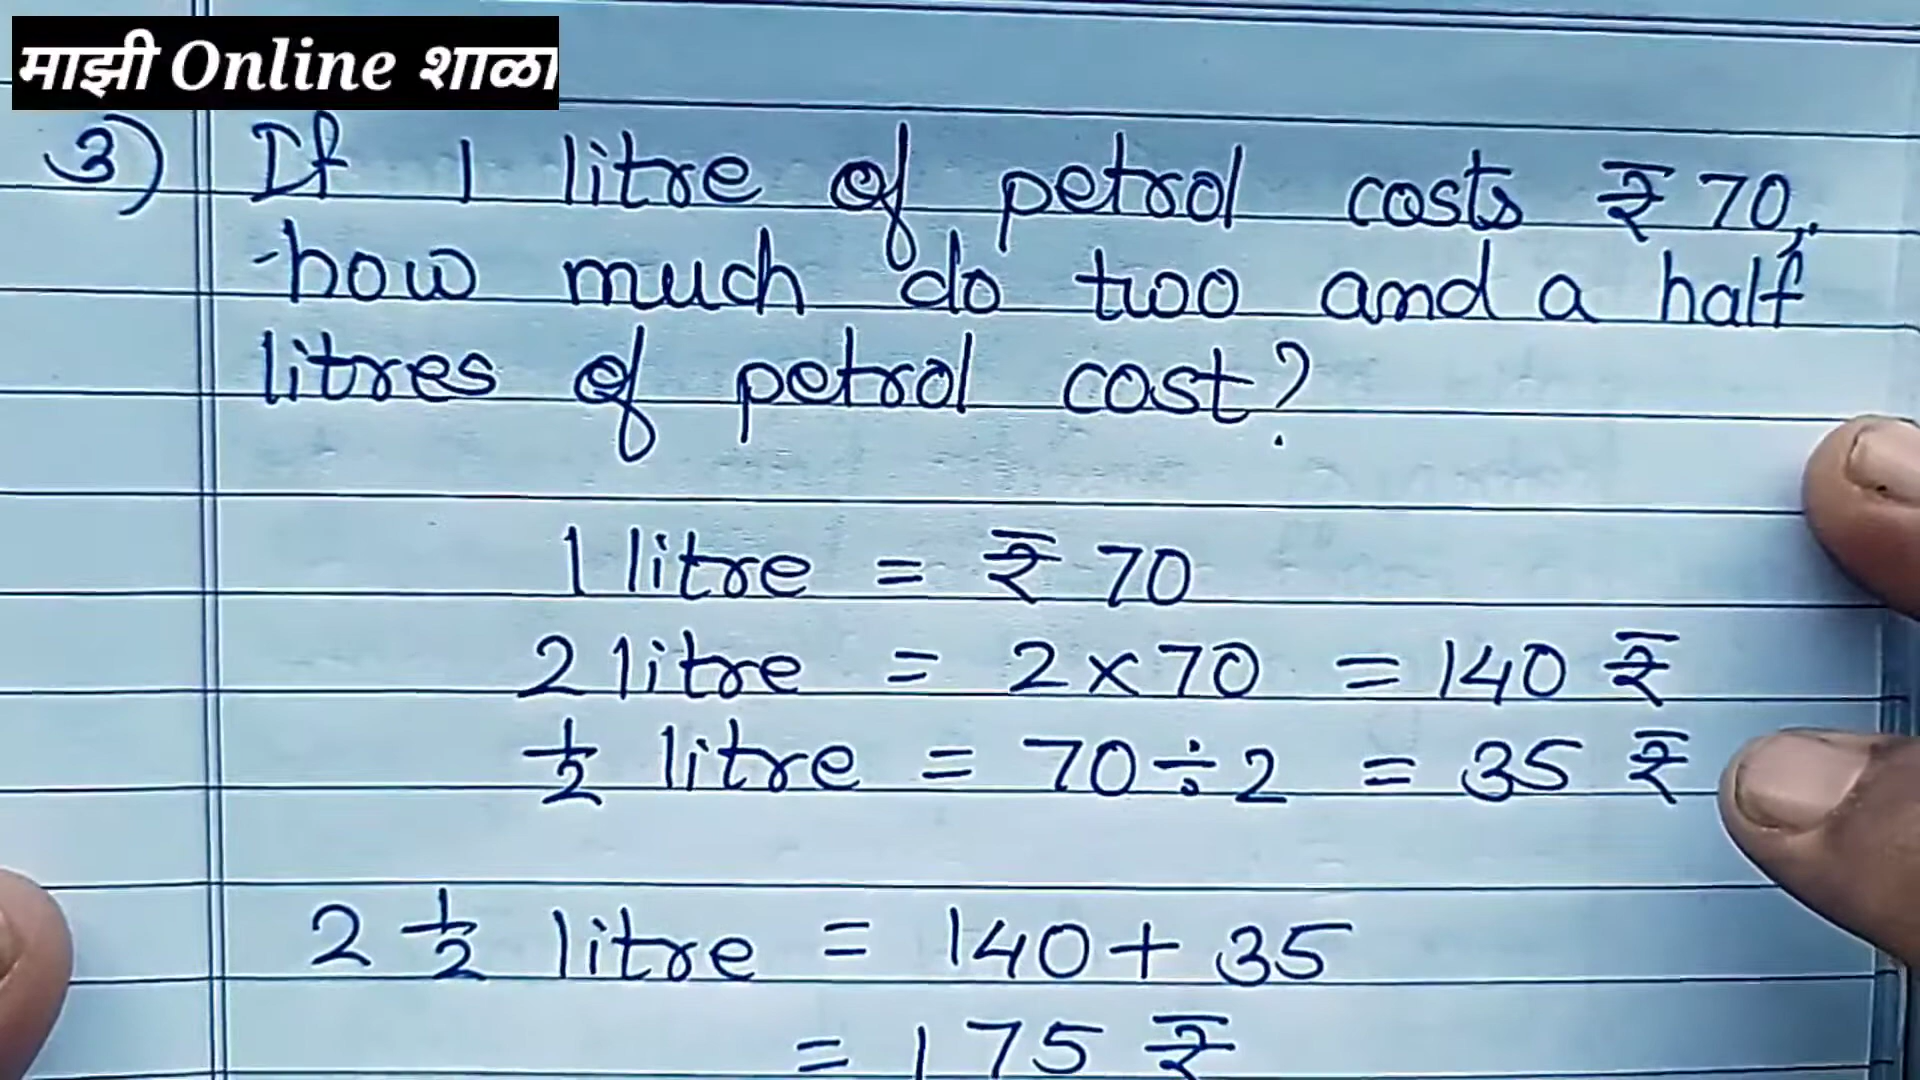 माझी Online शाळा
3) If 1 litre of petrol costs ₹ 70,
how much do two and a half
litres of petrol cost?
1 litre = ₹ 70
2 litre = 2 × 70 = 140 ₹
1/2 litre = 70 ÷ 2 = 35 ₹
2 1/2 litre = 140 + 35
= 175 ₹